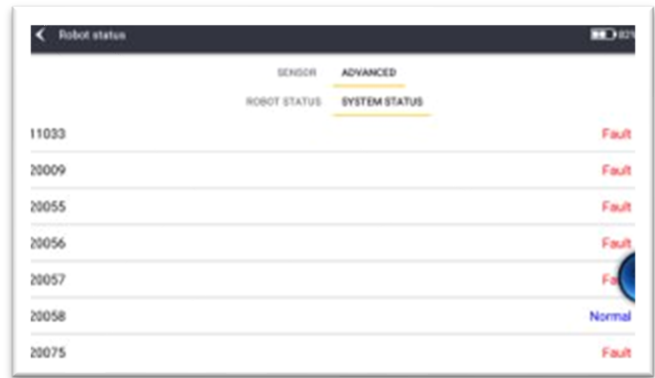 Robot status 82%
SENSOR ADVANCED
ROBOT STATUS SYSTEM STATUS
11033 Fault
20009 Fault
20055 Fault
20056 Fault
20057
20058 Normal
20075 Fault